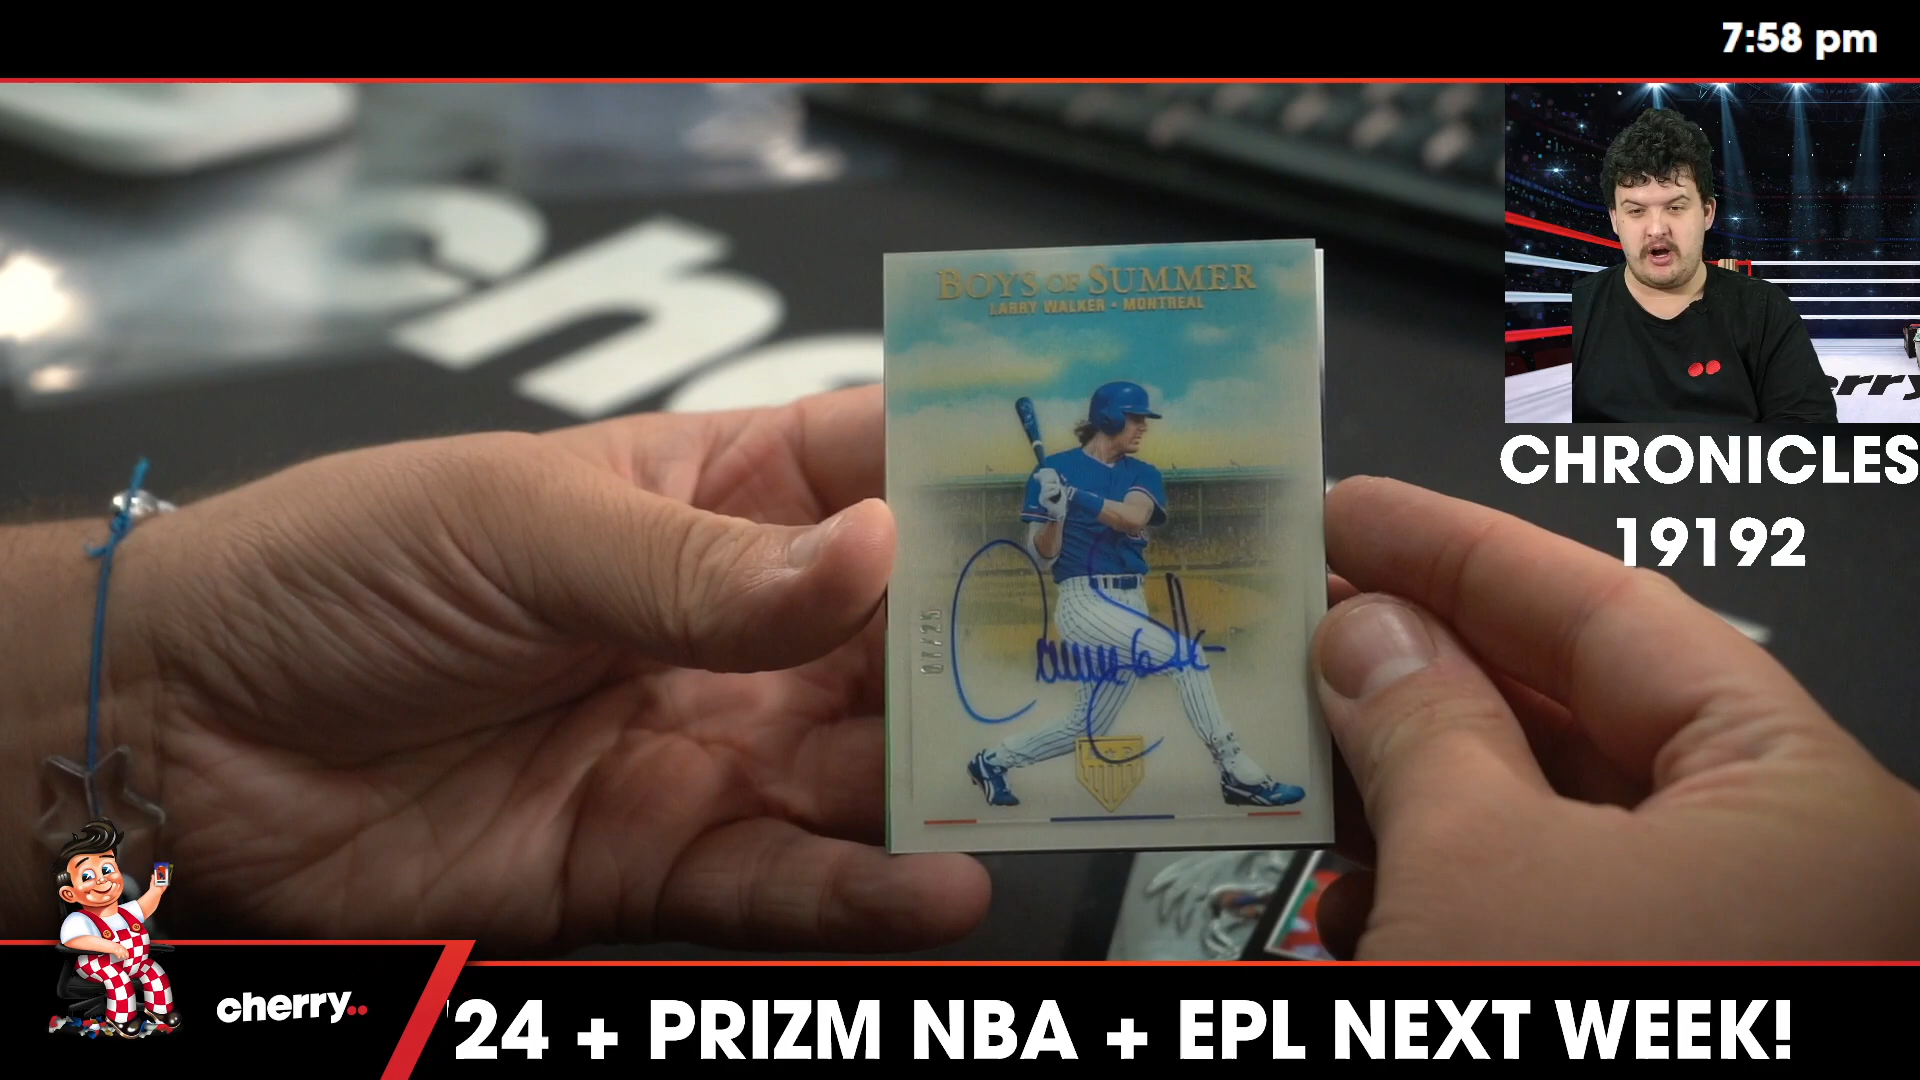 7:58 pm
BOYS OF SUMMER
LARRY WALKER • MONTREAL
CHRONICLES
19192
cherry..
'24 + PRIZM NBA + EPL NEXT WEEK!